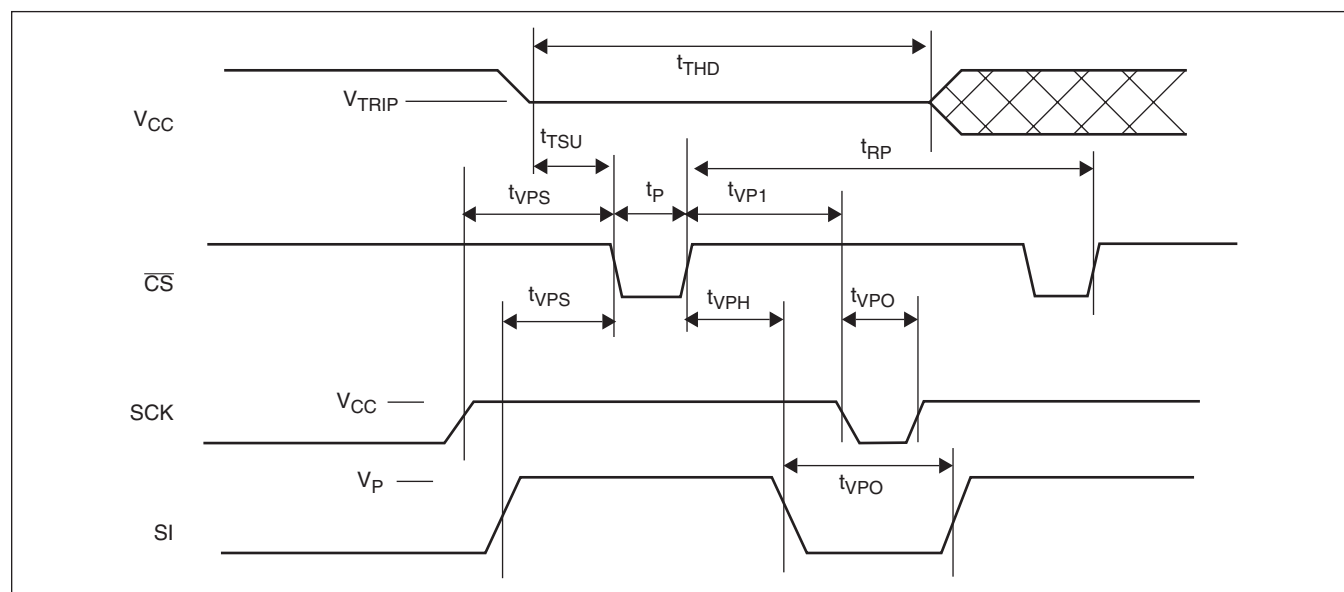 tTHD
VTRIP
VCC
tTSU
tRP
tVPS
tP
tVP1
CS
tVPS
tVPH
tVPO
VCC
SCK
tVPO
VP
SI